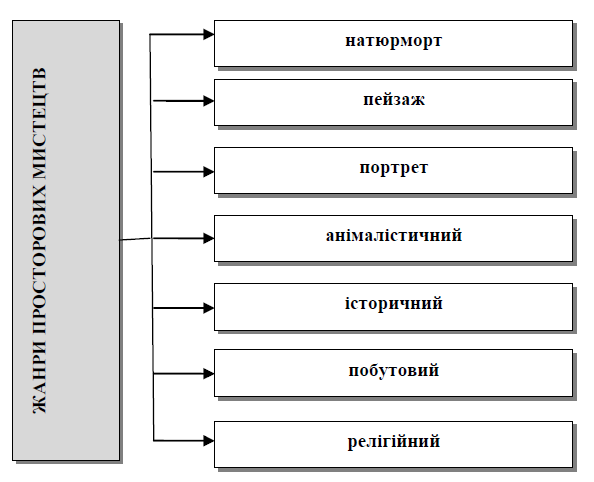 ЖАНРИ ПРОСТОРОВИХ МИСТЕЦТВ
натюрморт
пейзаж
портрет
анімалістичний
історичний
побутовий
релігійний